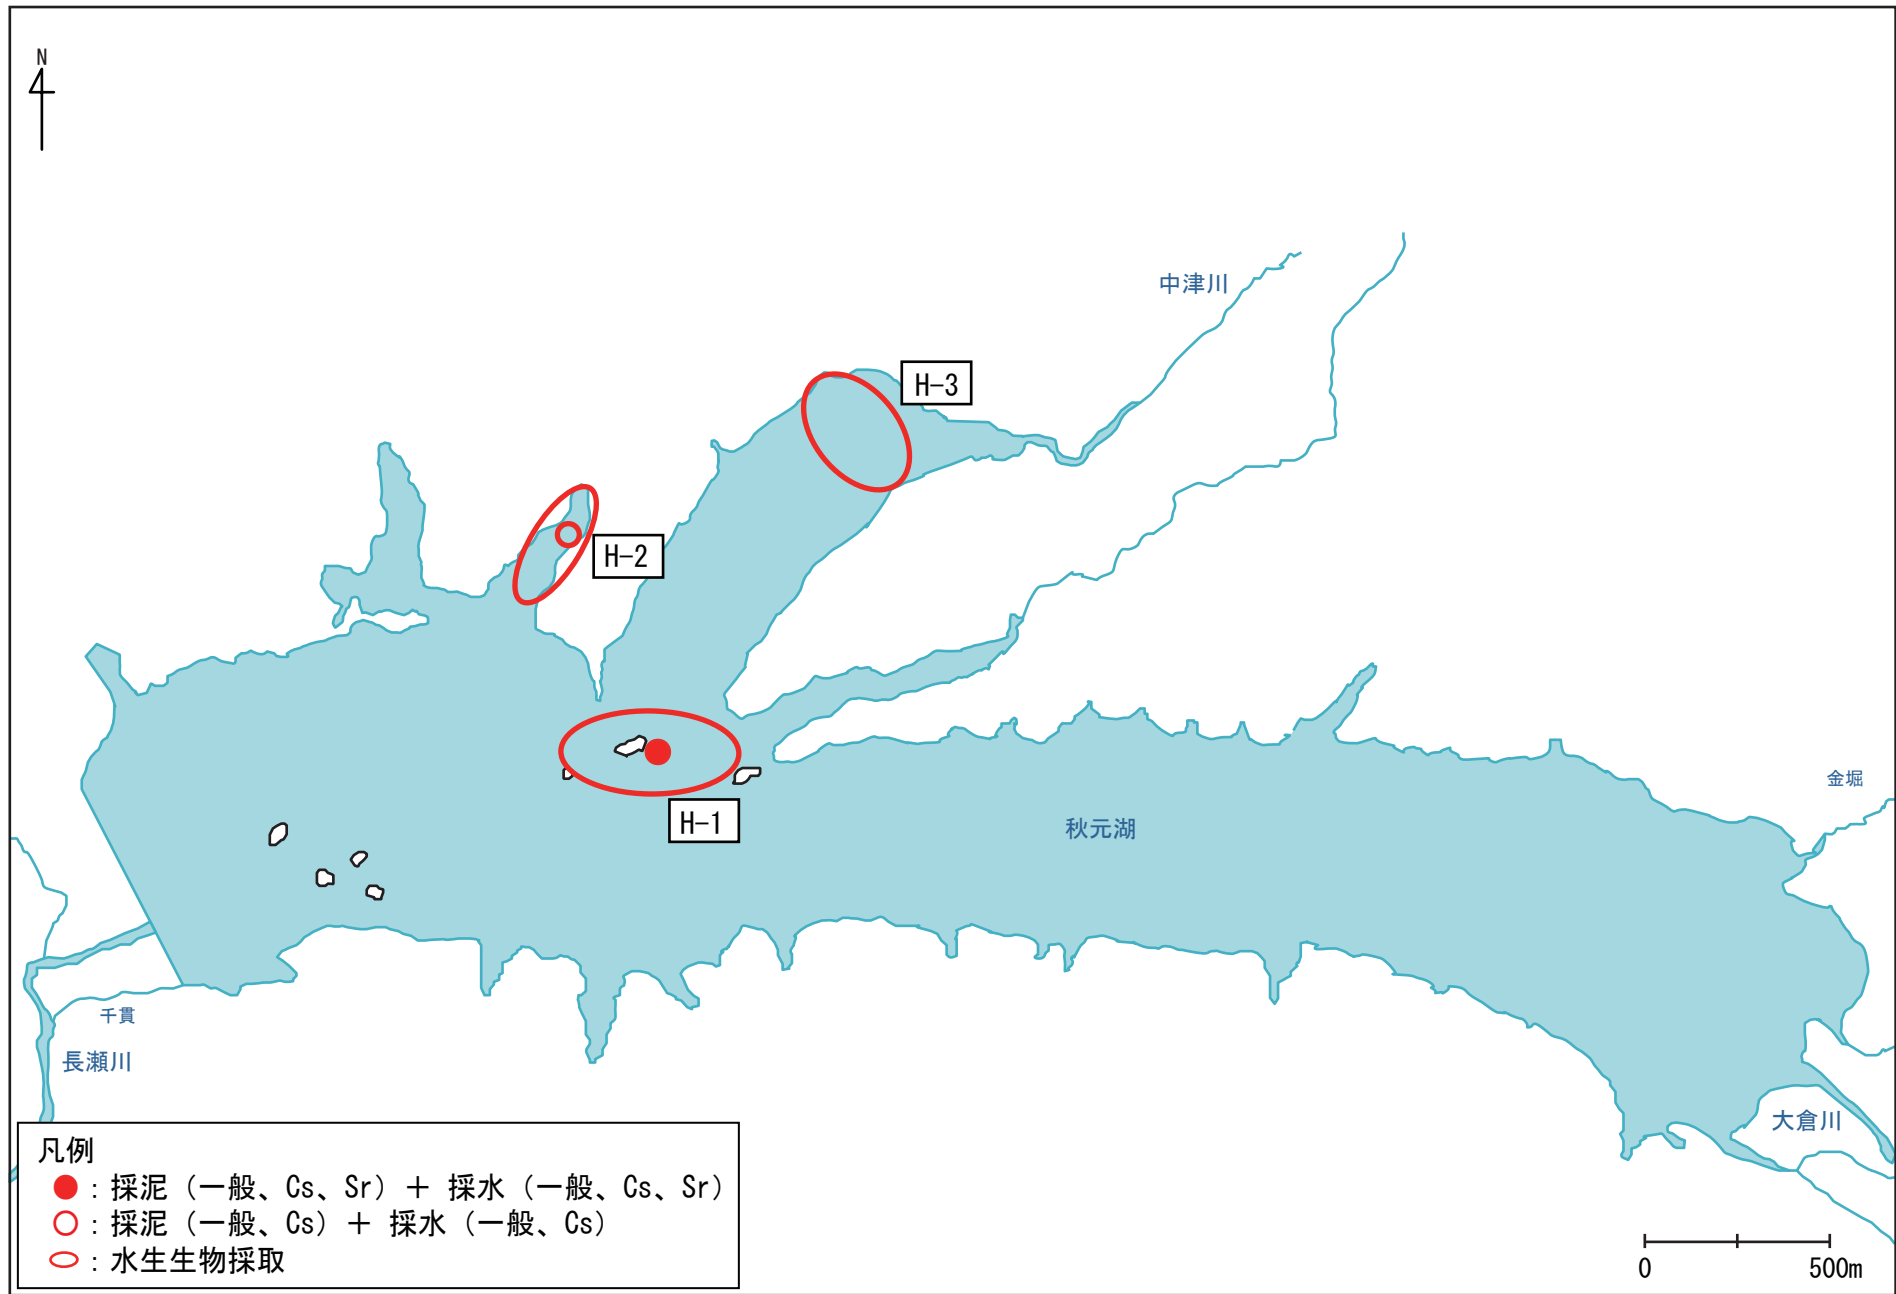 N
中津川
H-3
H-2
H-1
秋元湖
金堀
千貫
長瀬川
大倉川
凡例
：採泥（一般、Cs、Sr）＋ 採水（一般、Cs、Sr）
：採泥（一般、Cs）＋ 採水（一般、Cs）
：水生生物採取
0 500m